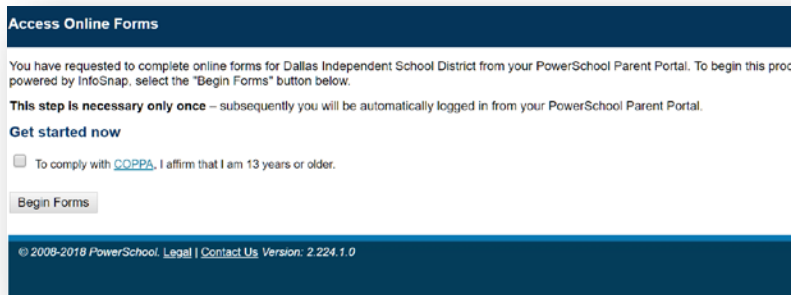 Access Online Forms
You have requested to complete online forms for Dallas Independent School District from your PowerSchool Parent Portal. To begin this
powered by InfoSnap, select the "Begin Forms" button below.
This step is necessary only once – subsequently you will be automatically logged in from your PowerSchool Parent Portal.
Get started now
To comply with COPPA, I affirm that I am 13 years or older.
Begin Forms
© 2008-2018 PowerSchool. Legal | Contact Us Version: 2.224.1.0